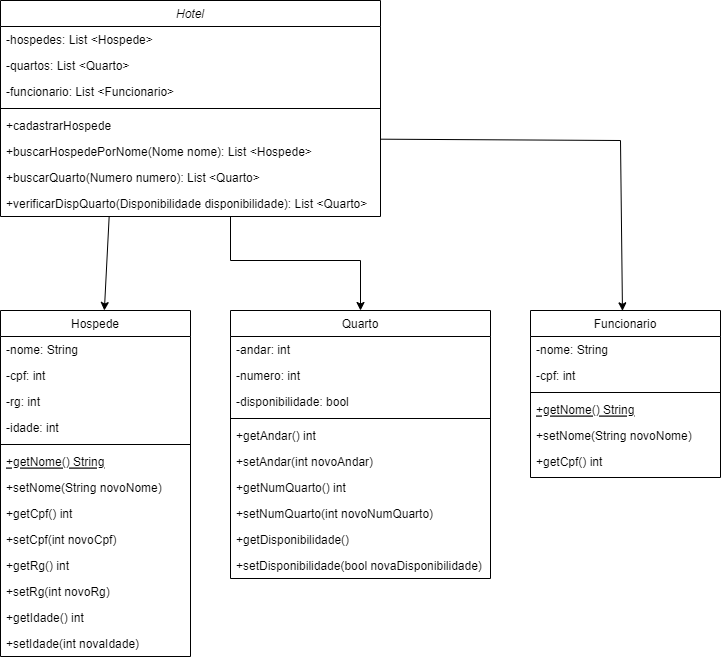 Hotel
-hospedes: List <Hospede>
-quartos: List <Quarto>
-funcionario: List <Funcionario>
+cadastrarHospede
+buscarHospedePorNome(Nome nome): List <Hospede>
+buscarQuarto(Numero numero): List <Quarto>
+verificarDispQuarto(Disponibilidade disponibilidade): List <Quarto>
Hospede
-nome: String
-cpf: int
-rg: int
-idade: int
+getNome() String
+setNome(String novoNome)
+getCpf() int
+setCpf(int novoCpf)
+getRg() int
+setRg(int novoRg)
+getIdade() int
+setIdade(int novaIdade)
Quarto
-andar: int
-numero: int
-disponibilidade: bool
+getAndar() int
+setAndar(int novoAndar)
+getNumQuarto() int
+setNumQuarto(int novoNumQuarto)
+getDisponibilidade()
+setDisponibilidade(bool novaDisponibilidade)
Funcionario
-nome: String
-cpf: int
+getNome() String
+setNome(String novoNome)
+getCpf() int